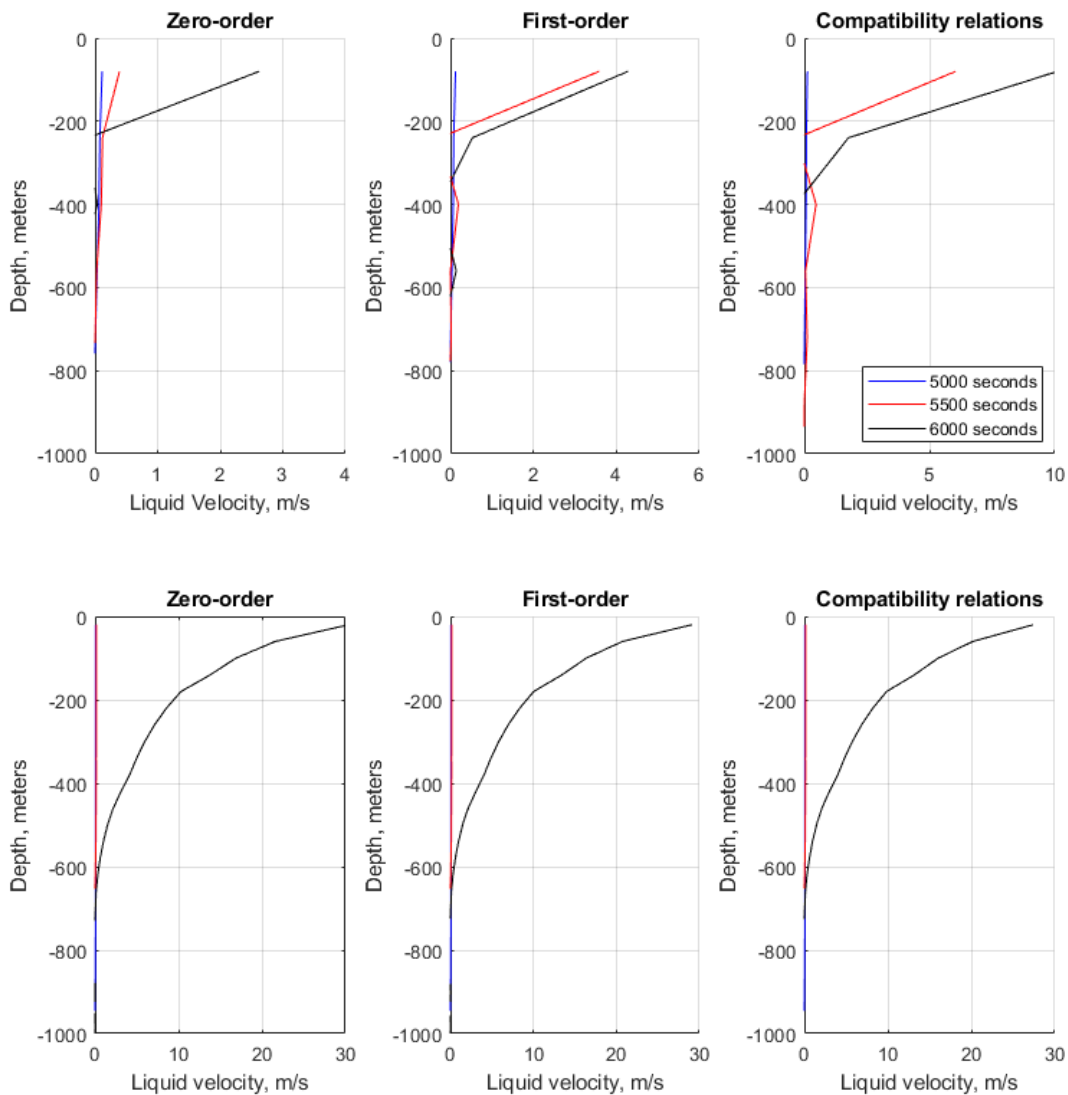 Zero-order
First-order
Compatibility relations
0
-200
-400
-600
-800
-1000
Depth, meters
0
1
2
3
4
Liquid Velocity, m/s
0
-200
-400
-600
-800
-1000
Depth, meters
0
2
4
6
Liquid velocity, m/s
0
-200
-400
-600
-800
-1000
Depth, meters
0
5
10
Liquid velocity, m/s
5000 seconds
5500 seconds
6000 seconds
Zero-order
First-order
Compatibility relations
0
-200
-400
-600
-800
-1000
Depth, meters
0
10
20
30
Liquid velocity, m/s
0
-200
-400
-600
-800
-1000
Depth, meters
0
10
20
30
Liquid velocity, m/s
0
-200
-400
-600
-800
-1000
Depth, meters
0
10
20
30
Liquid velocity, m/s